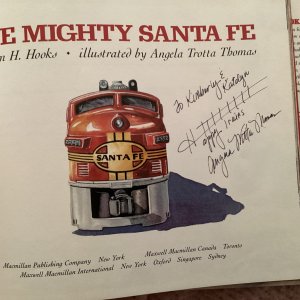 E MIGHTY SANTA FE
m H. Hooks • illustrated by Angela Trotta Thomas
To Kimberly & Katelyn
Happy Trains
Angela Trotta Thomas
SANTA FE
Macmillan Publishing Company New York
Maxwell Macmillan Canada Toronto
Maxwell Macmillan International New York Oxford Singapore Sydney